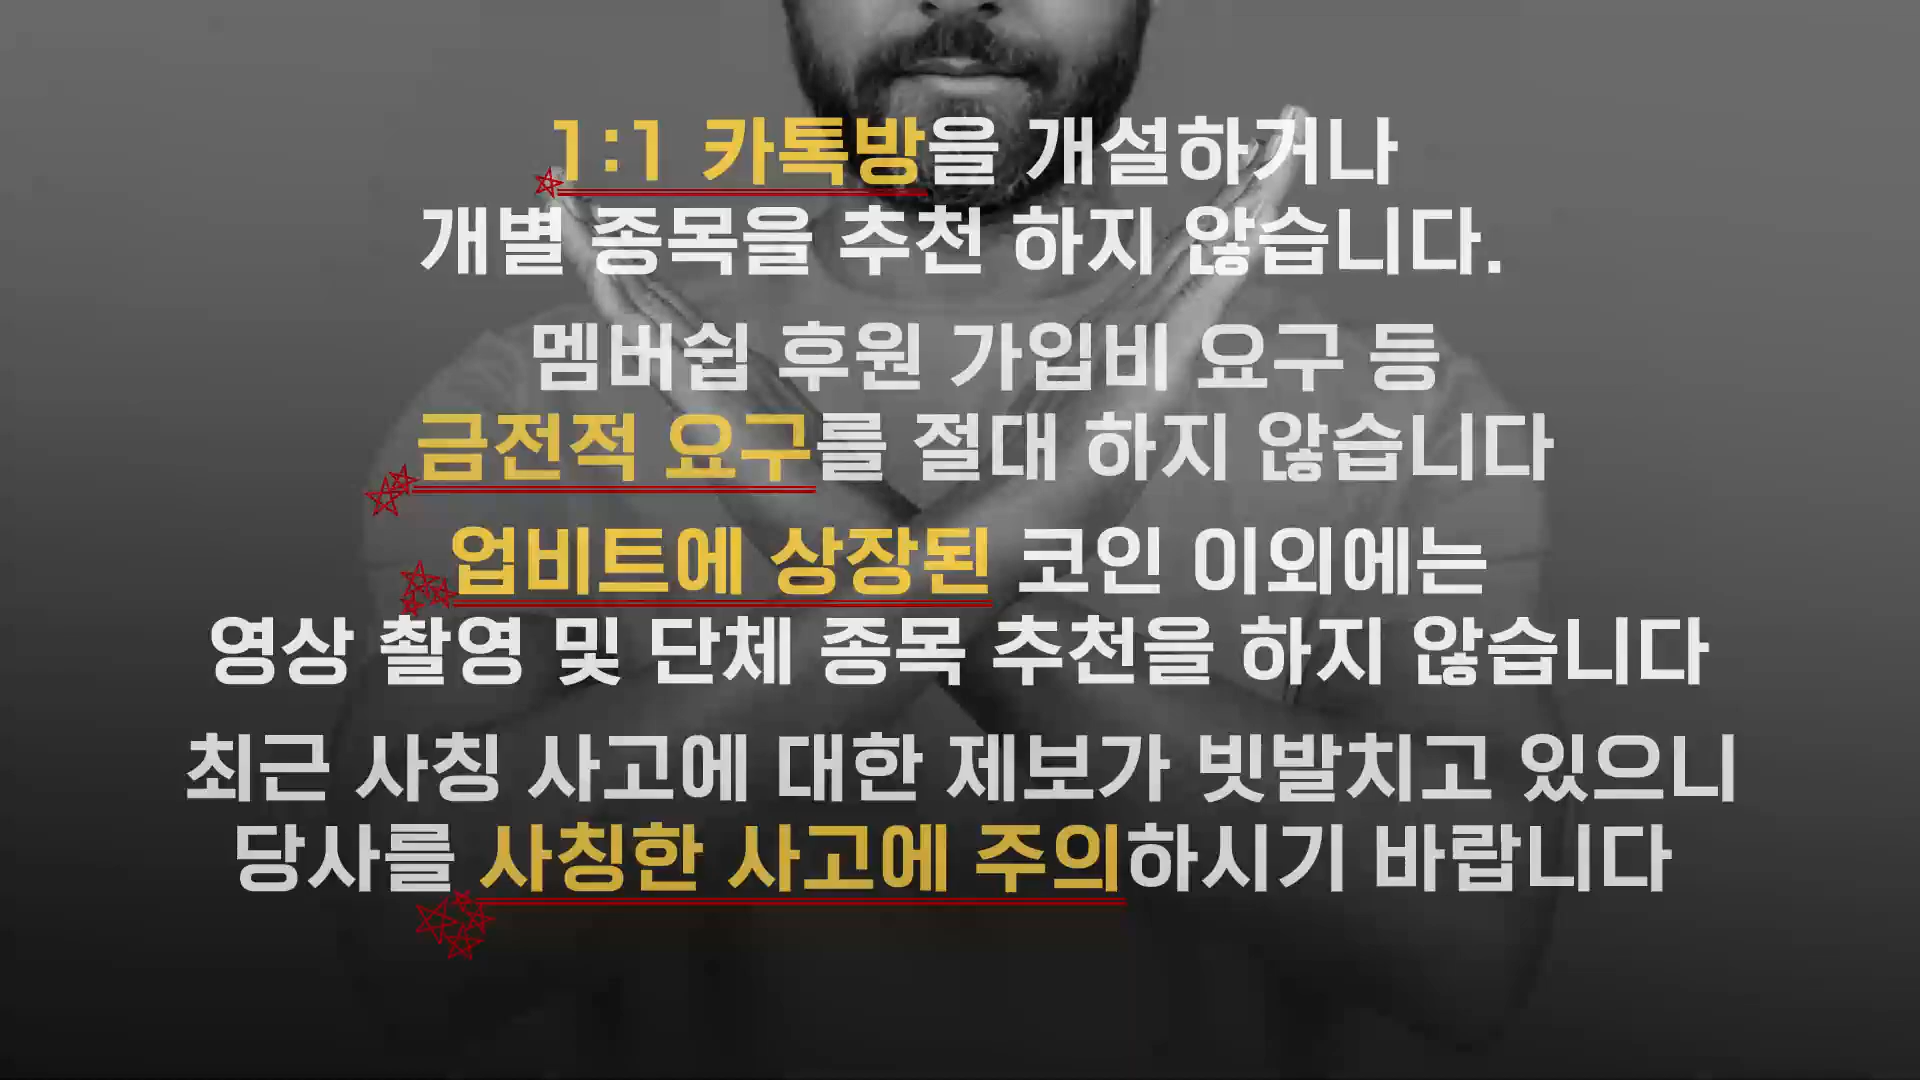 1:1 카톡방을 개설하거나
개별 종목을 추천 하지 않습니다.
멤버쉽 후원 가입비 요구 등
금전적 요구를 절대 하지 않습니다
업비트에 상장된 코인 이외에는
영상 촬영 및 단체 종목 추천을 하지 않습니다
최근 사칭 사고에 대한 제보가 빗발치고 있으니
당사를 사칭한 사고에 주의하시기 바랍니다